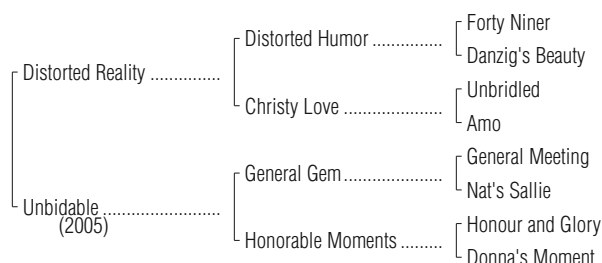 Forty Niner
Distorted Humor ...............
Danzig's Beauty
Distorted Reality ...............
Unbridled
Christy Love .....................
Amo
General Meeting
General Gem .....................
Nat's Sallie
Unbidable .........................
(2005)
Honour and Glory
Honorable Moments .........
Donna's Moment